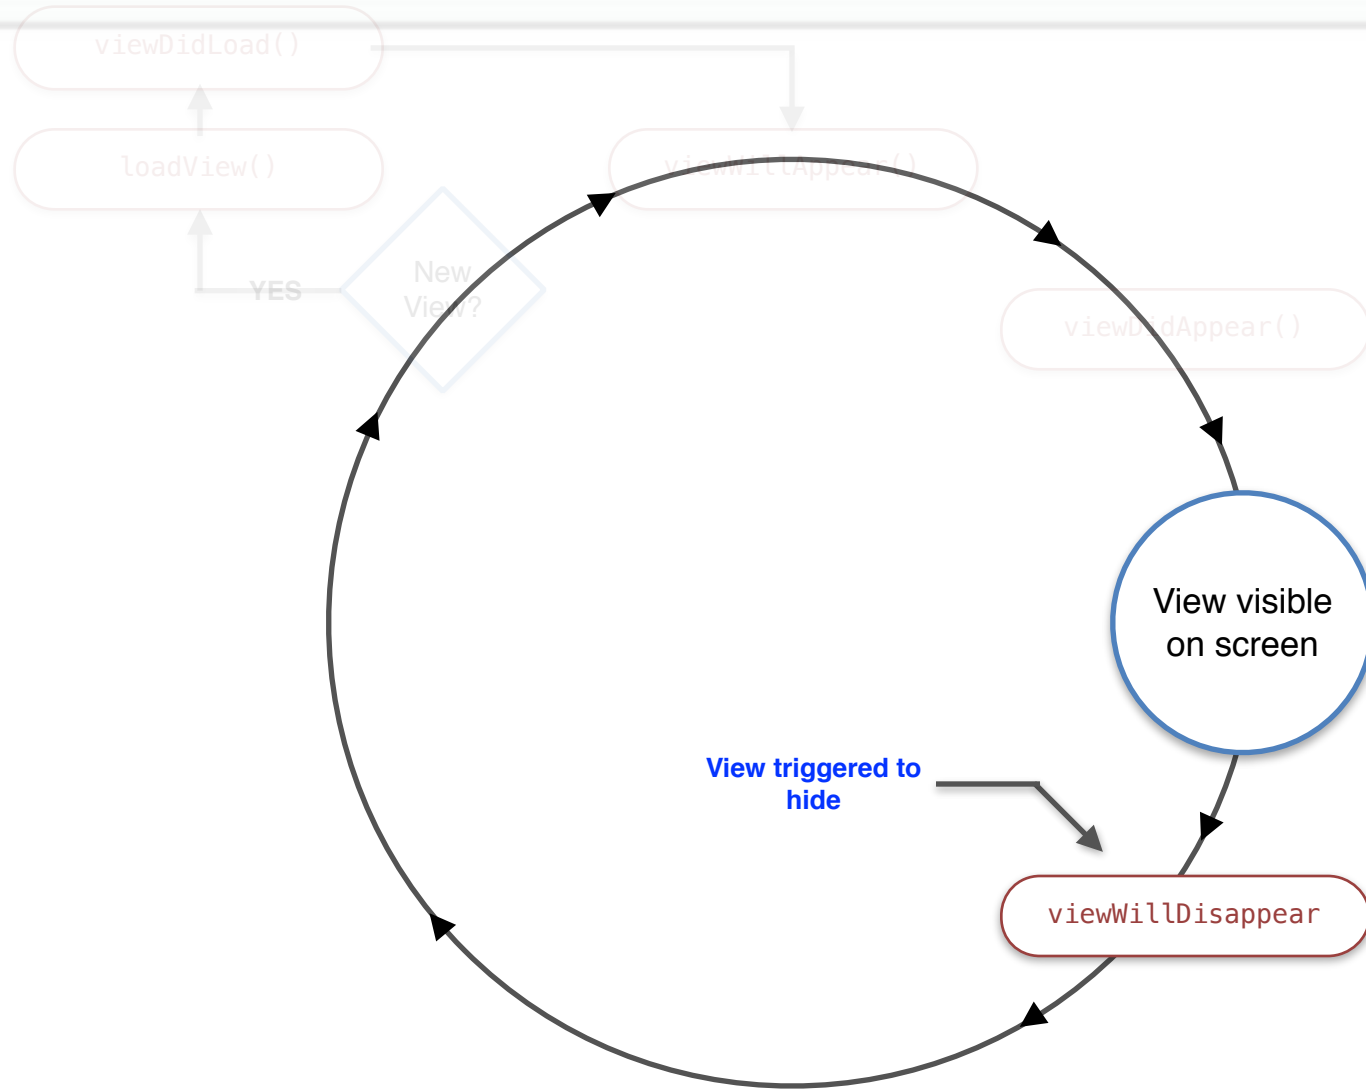 viewDidLoad()
loadView()
viewWillAppear()
New
View?
YES
viewDidAppear()
View visible
on screen
View triggered to
hide
viewWillDisappear